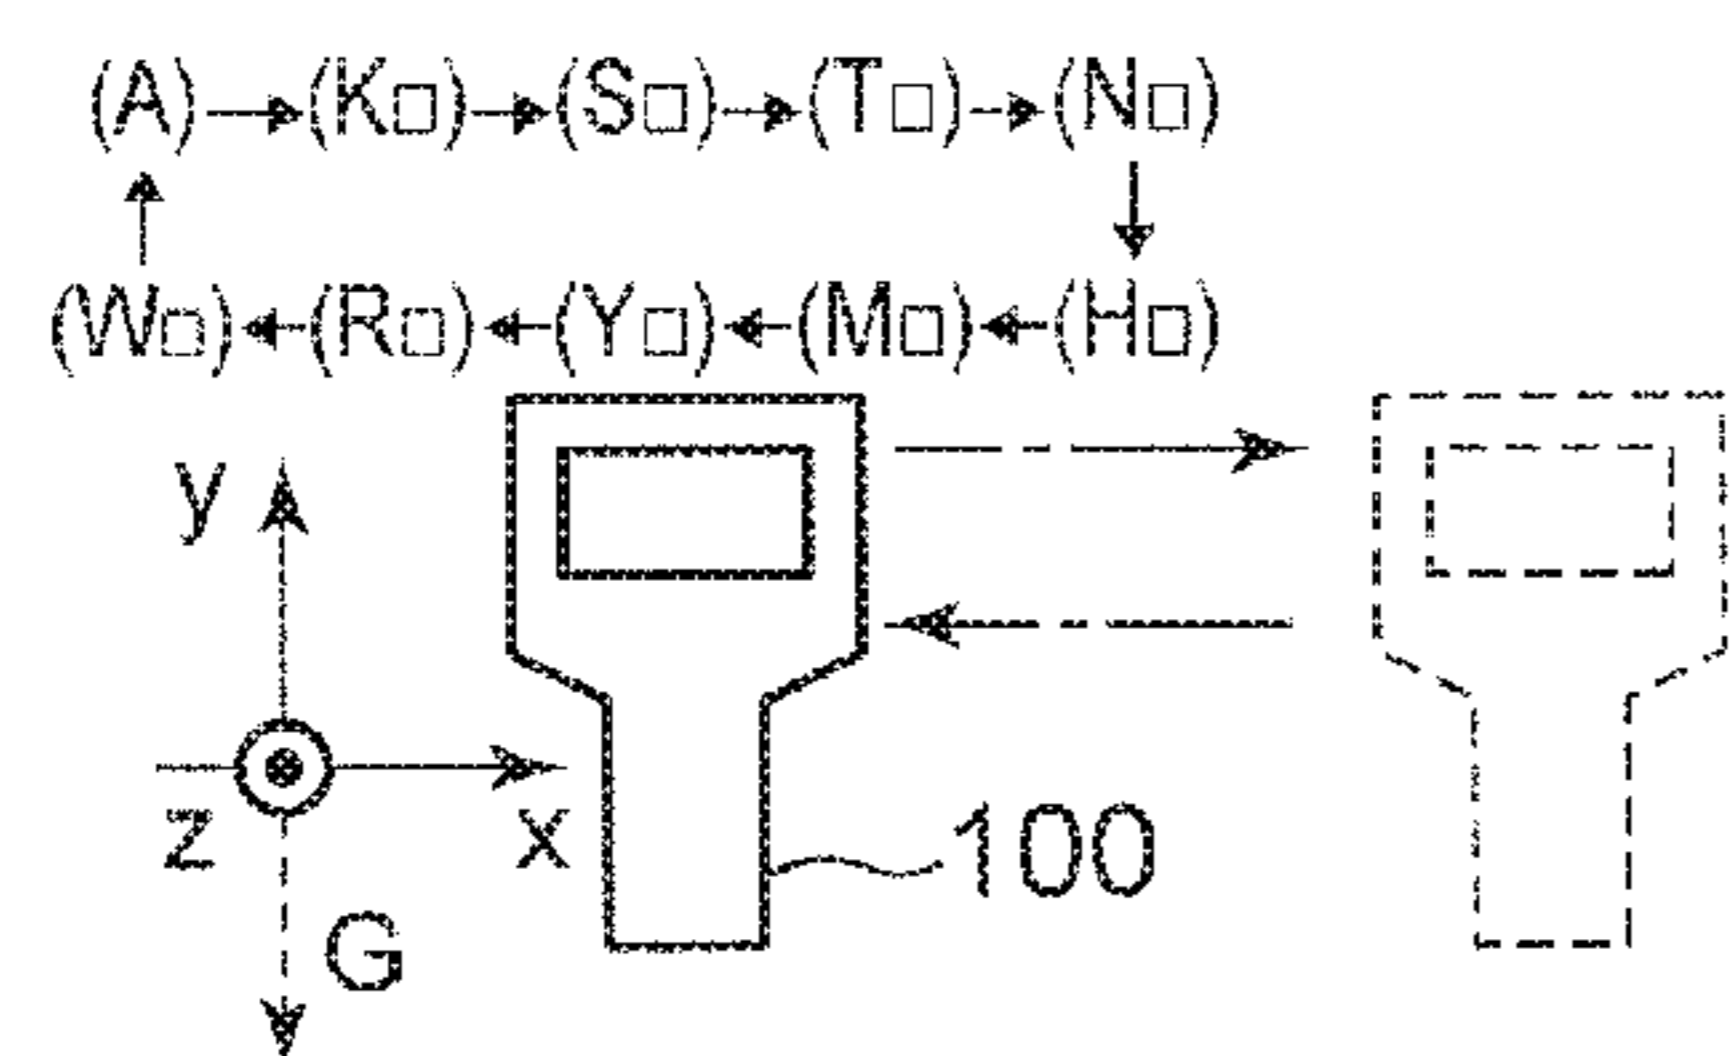 (A) → (K□) → (S□) → (T□) → (N□)
(W□) ← (R□) ← (Y□) ← (M□) ← (H□)
y
z x 100
G